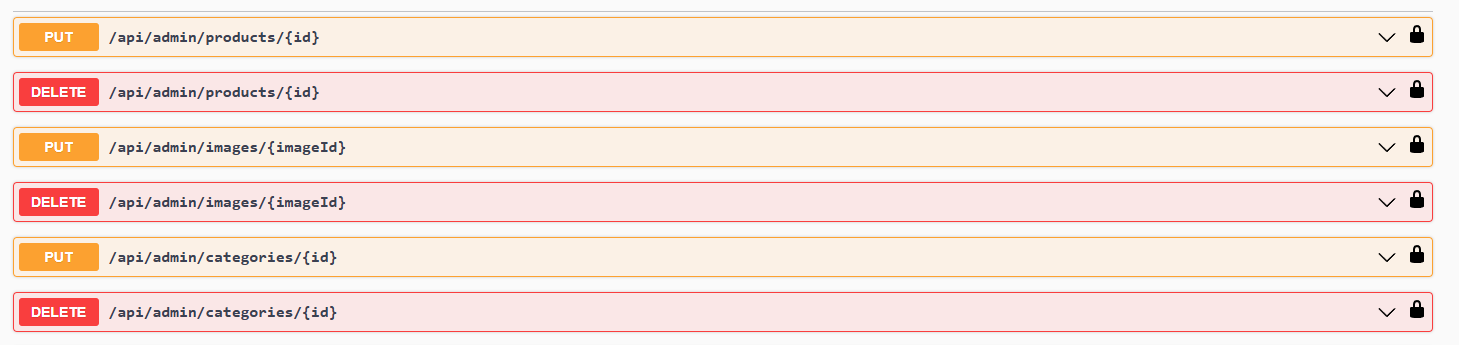 PUT /api/admin/products/{id}
DELETE /api/admin/products/{id}
PUT /api/admin/images/{imageId}
DELETE /api/admin/images/{imageId}
PUT /api/admin/categories/{id}
DELETE /api/admin/categories/{id}